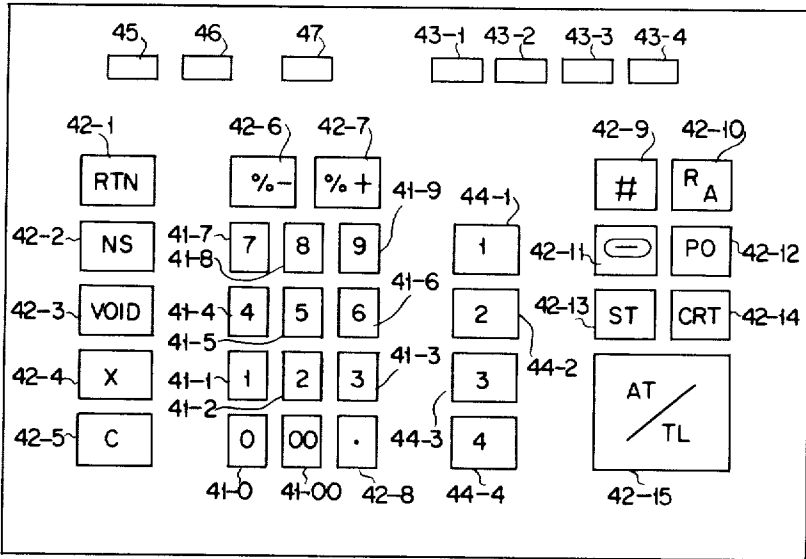 45 46 47 43-1 43-2 43-3 43-4
42-1 42-6 42-7 42-9 42-10
RTN %- %+ # R A
41-9 44-1
42-2 NS 41-7 7 8 9 1 42-11 PO 42-12
41-8
42-3 VOID 41-4 4 5 6 41-6 2 42-13 ST CRT 42-14
41-5 44-2
42-4 X 41-1 1 2 3 41-3 3 AT/TL
41-2
42-5 C 0 00 . 44-3 4
41-0 41-00 42-8 44-4 42-15